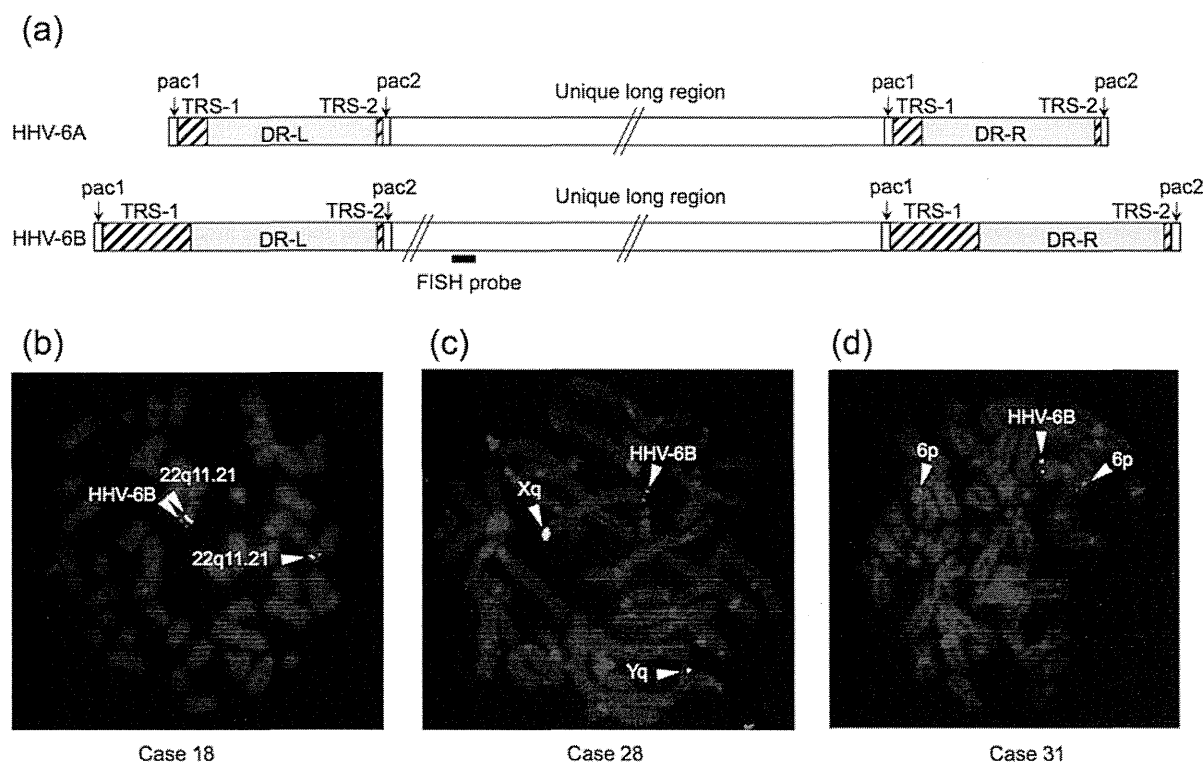 (a)
pac1 pac2 pac1 pac2
TRS-1 TRS-2 Unique long region TRS-1 TRS-2
HHV-6A DR-L DR-R
pac1 pac2 pac1 pac2
TRS-1 TRS-2 Unique long region TRS-1 TRS-2
HHV-6B DR-L DR-R
FISH probe
(b) (c) (d)
22q11.21
HHV-6B
22q11.21
HHV-6B
Xq
Yq
HHV-6B
6p
6p
Case 18 Case 28 Case 31